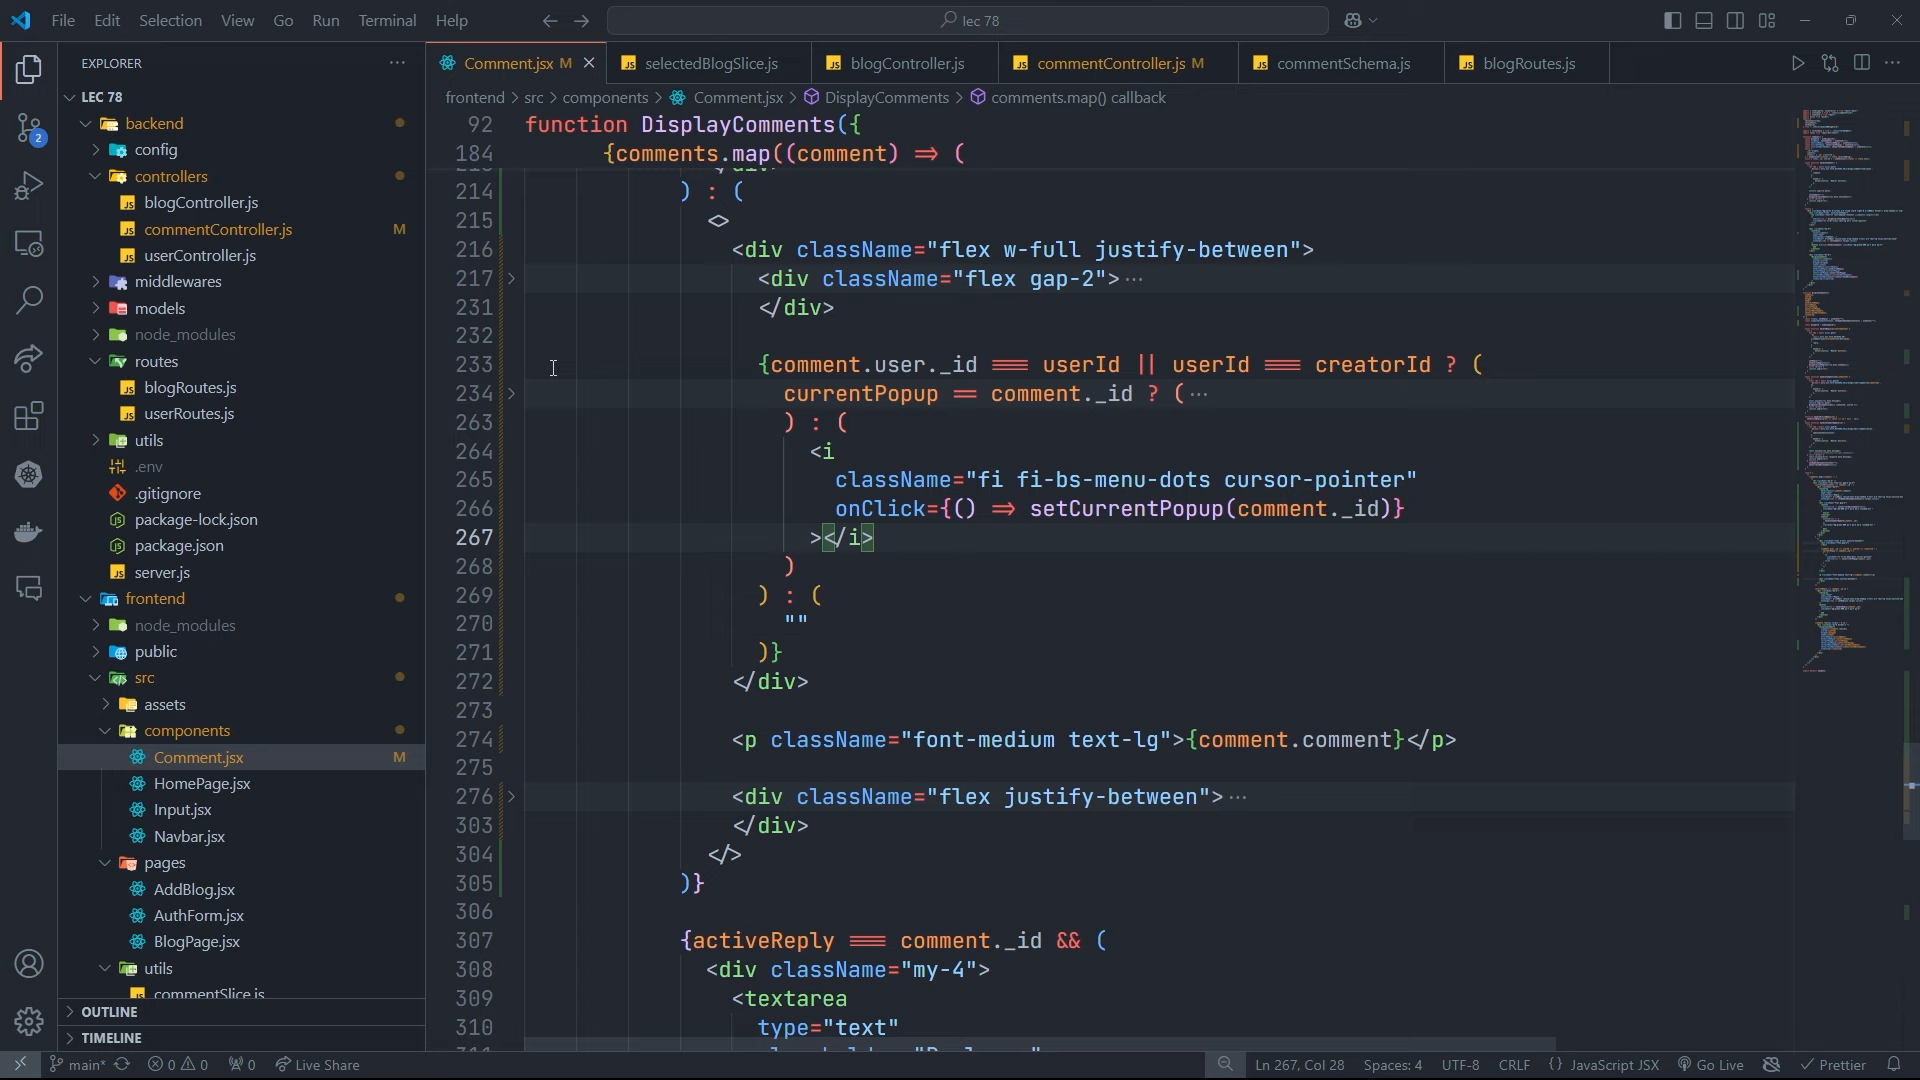 File Edit Selection View Go Run Terminal Help
lec 78
EXPLORER
LEC 78
backend
config
controllers
blogController.js
commentController.js M
userController.js
middlewares
models
node_modules
routes
blogRoutes.js
userRoutes.js
utils
.env
.gitignore
package-lock.json
package.json
server.js
frontend
node_modules
public
src
assets
components
Comment.jsx M
HomePage.jsx
Input.jsx
Navbar.jsx
pages
AddBlog.jsx
AuthForm.jsx
BlogPage.jsx
utils
commentSlice.js
OUTLINE
TIMELINE
2
Comment.jsx M
selectedBlogSlice.js
blogController.js
commentController.js M
commentSchema.js
blogRoutes.js
frontend > src > components > Comment.jsx > DisplayComments > comments.map() callback
92 function DisplayComments({
184 {comments.map((comment) => (
214 ) : (
215 <>
216 <div className="flex w-full justify-between">
217 <div className="flex gap-2">…
231 </div>
232
233 {comment.user._id === userId || userId === creatorId ? (
234 currentPopup == comment._id ? (…
263 ) : (
264 <i
265 className="fi fi-bs-menu-dots cursor-pointer"
266 onClick={() => setCurrentPopup(comment._id)}
267 ></i>
268 )
269 ) : (
270 ""
271 )}
272 </div>
273
274 <p className="font-medium text-lg">{comment.comment}</p>
275
276 <div className="flex justify-between">…
303 </div>
304 </>
305 )}
306
307 {activeReply === comment._id && (
308 <div className="my-4">
309 <textarea
310 type="text"
main* 0 0 0 Live Share
Ln 267, Col 28 Spaces: 4 UTF-8 CRLF {} JavaScript JSX Go Live Prettier